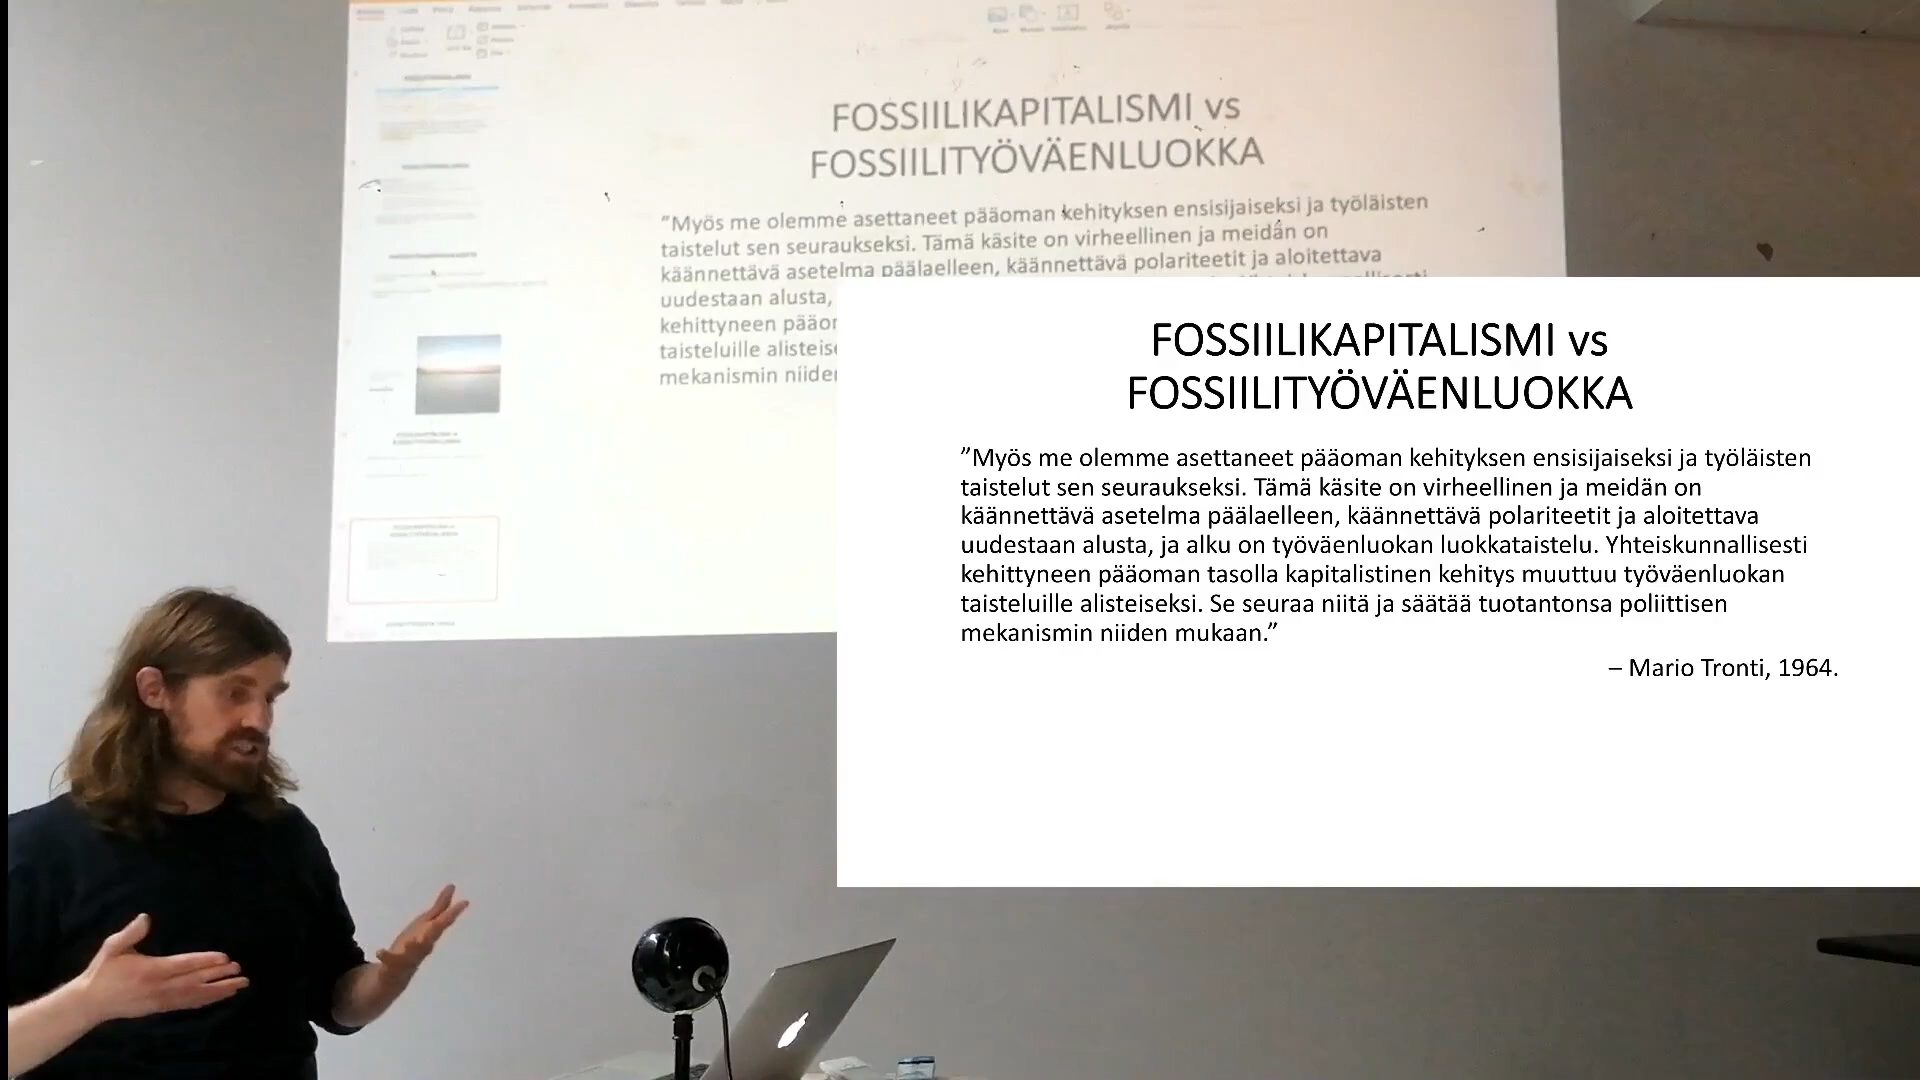 FOSSIILIKAPITALISMI vs
FOSSIILITYÖVÄENLUOKKA
”Myös me olemme asettaneet pääoman kehityksen ensisijaiseksi ja työläisten
taistelut sen seuraukseksi. Tämä käsite on virheellinen ja meidän on
käännettävä asetelma päälaelleen, käännettävä polariteetit ja aloitettava
uudestaan alusta,
kehittyneen
taisteluille
mekanismin
FOSSIILIKAPITALISMI vs
FOSSIILITYÖVÄENLUOKKA
”Myös me olemme asettaneet pääoman kehityksen ensisijaiseksi ja työläisten
taistelut sen seuraukseksi. Tämä käsite on virheellinen ja meidän on
käännettävä asetelma päälaelleen, käännettävä polariteetit ja aloitettava
uudestaan alusta, ja alku on työväenluokan luokkataistelu. Yhteiskunnallisesti
kehittyneen pääoman tasolla kapitalistinen kehitys muuttuu työväenluokan
taisteluille alisteiseksi. Se seuraa niitä ja säätää tuotantonsa poliittisen
mekanismin niiden mukaan.”
– Mario Tronti, 1964.